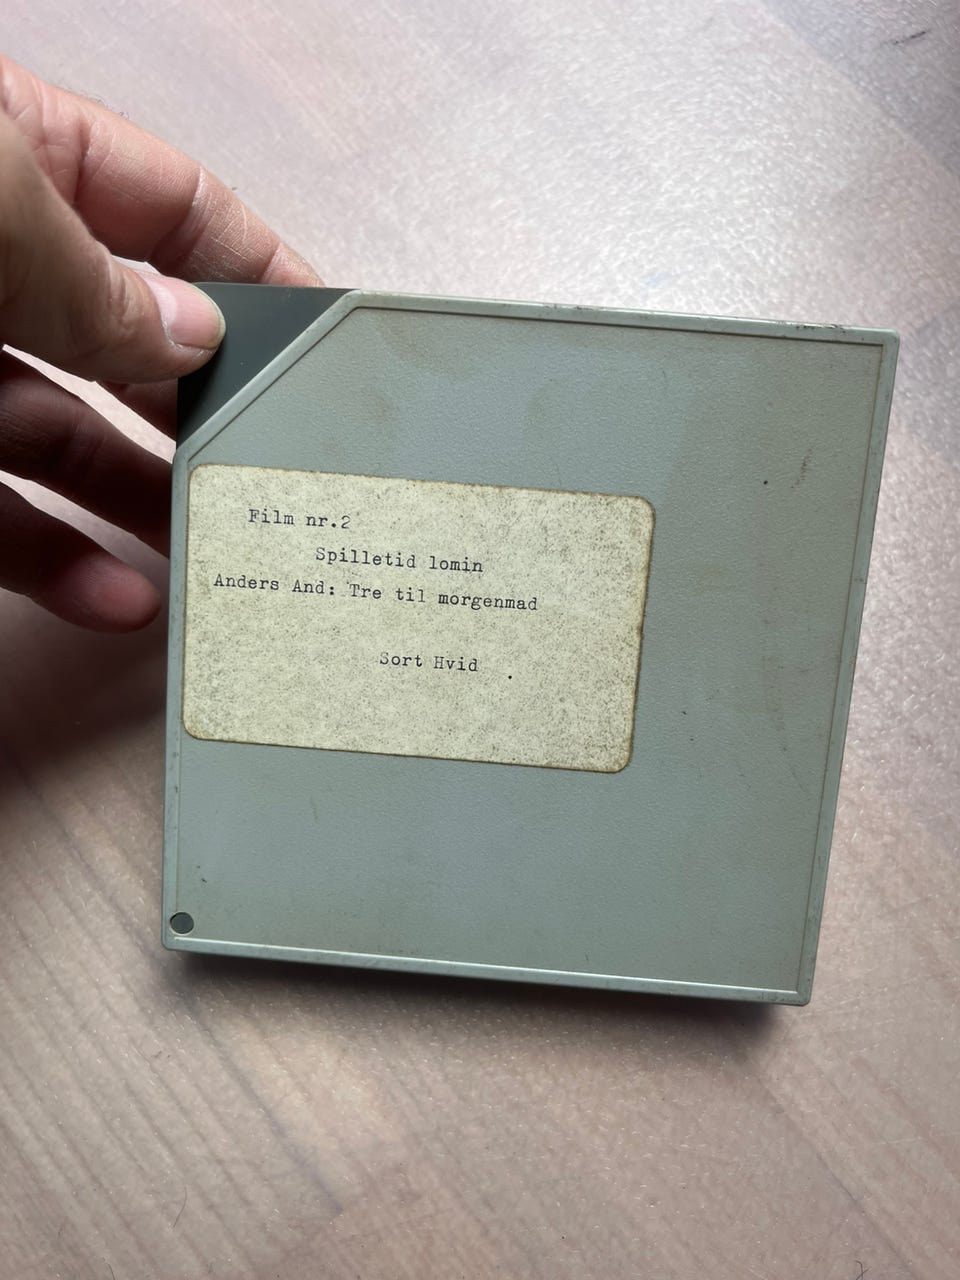 Film nr.2
Spilletid lomin
Anders And: Tre til morgenmad
Sort Hvid .